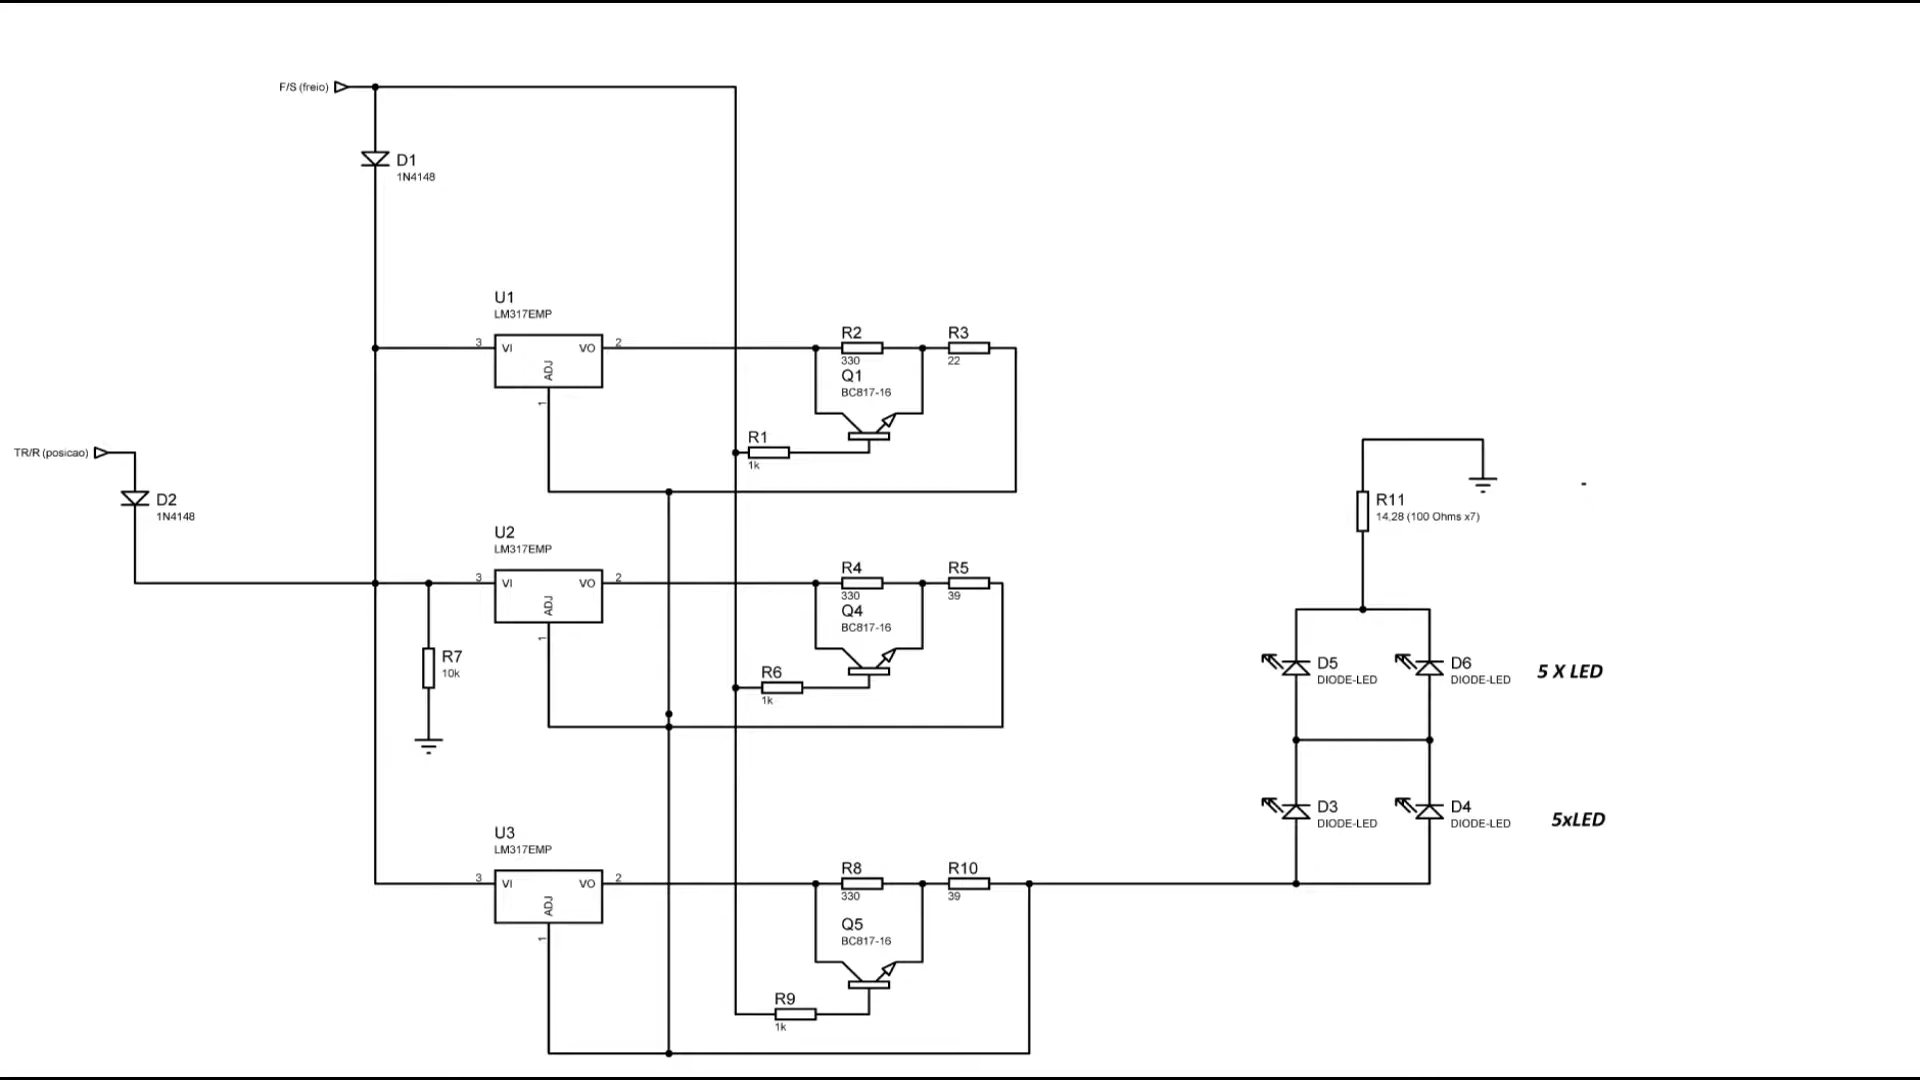 F/S (freio)
D1
1N4148
U1
LM317EMP
3
VI
VO
2
ADJ
1
R2
330
R3
22
Q1
BC817-16
R1
1k
TR/R (posicao)
D2
1N4148
U2
LM317EMP
3
VI
VO
2
ADJ
1
R4
330
R5
39
Q4
BC817-16
R6
1k
R7
10k
U3
LM317EMP
3
VI
VO
2
ADJ
1
R8
330
R10
39
Q5
BC817-16
R9
1k
R11
14,28 (100 Ohms x7)
-
D5
DIODE-LED
D6
DIODE-LED
5 X LED
D3
DIODE-LED
D4
DIODE-LED
5xLED